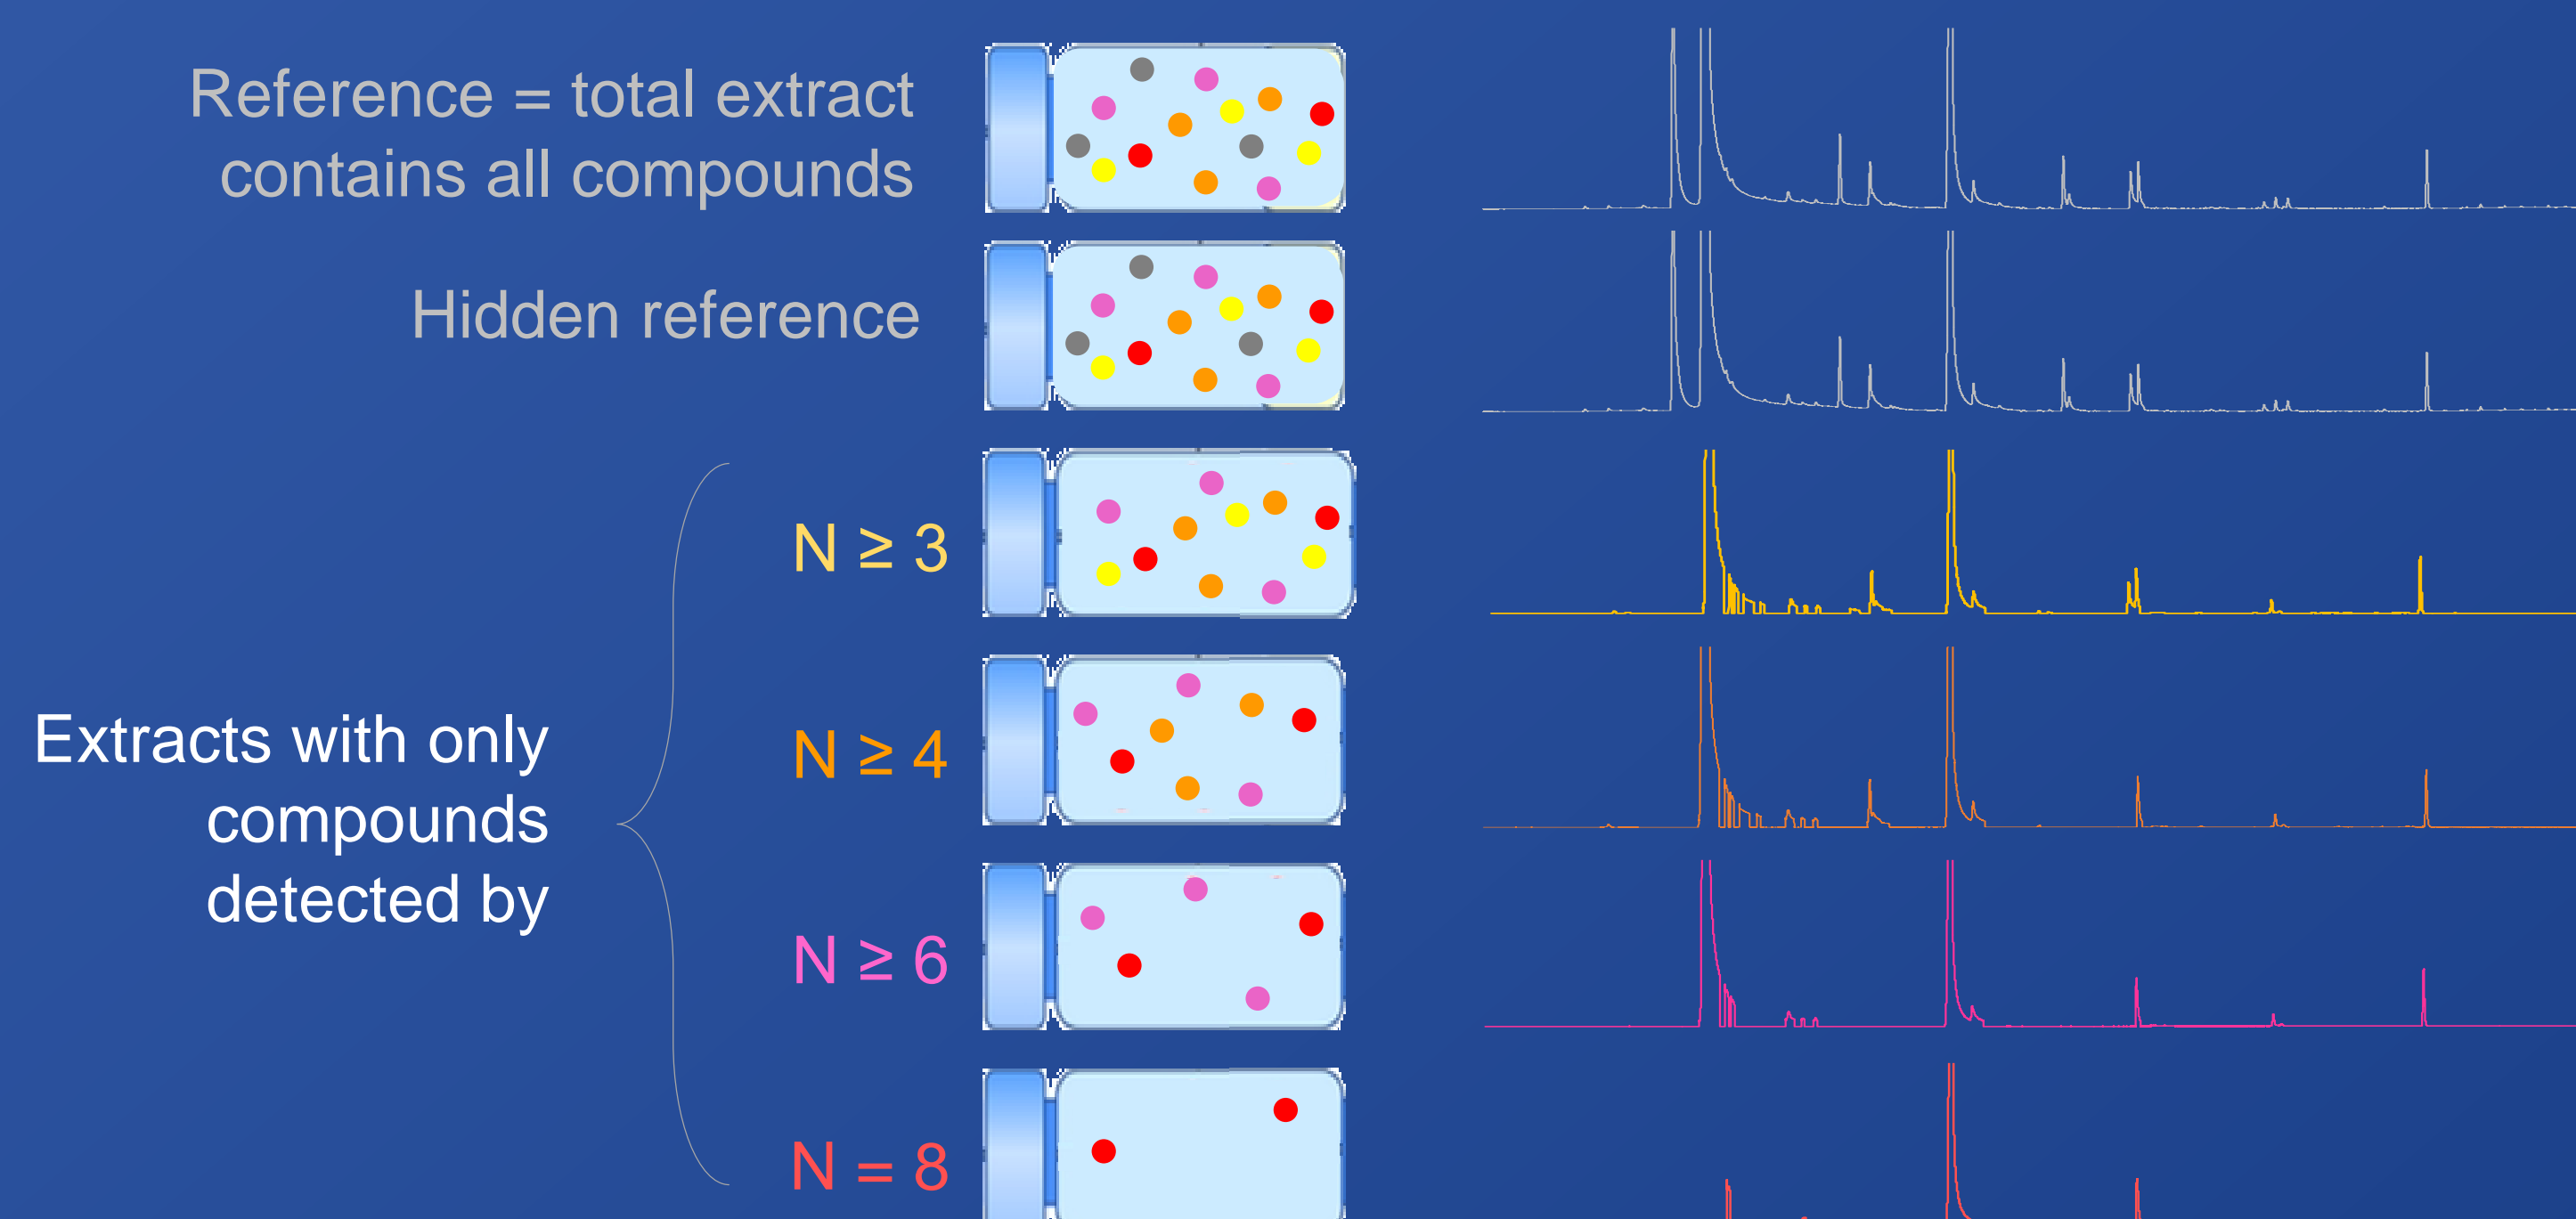 Reference = total extract
contains all compounds
Hidden reference
N ≥ 3
N ≥ 4
Extracts with only
compounds
detected by
N ≥ 6
N = 8